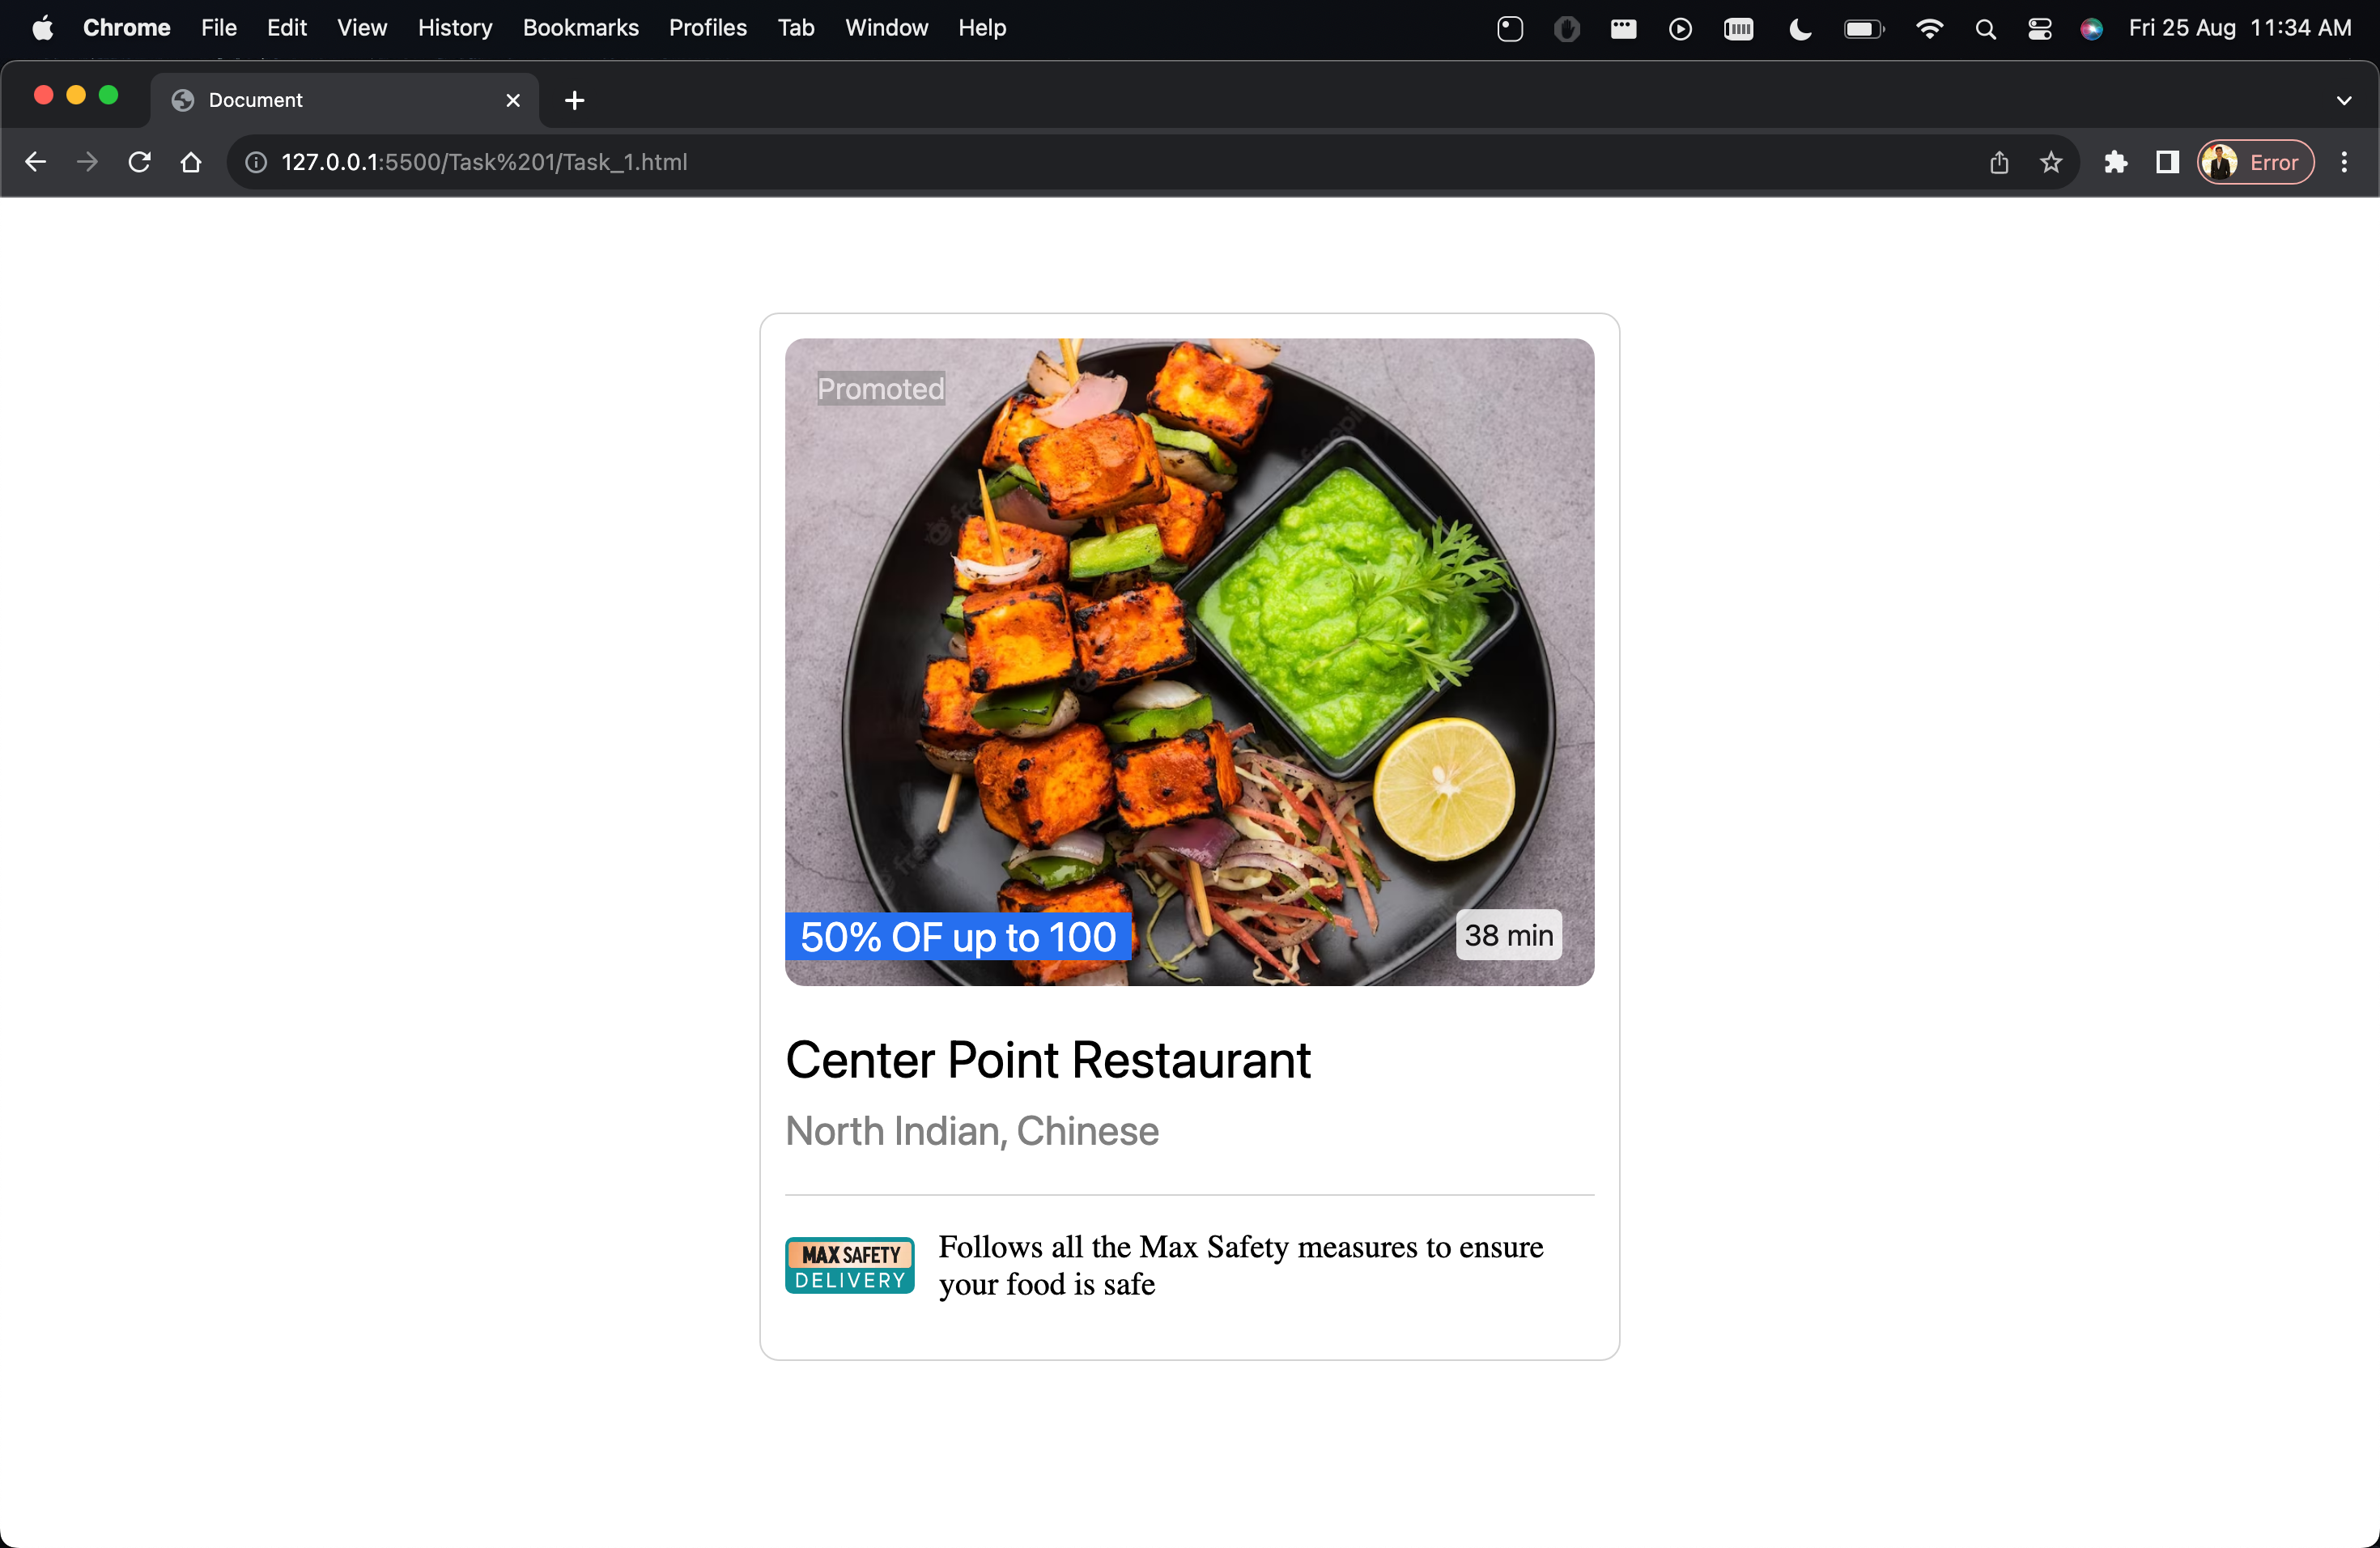 Chrome File Edit View History Bookmarks Profiles Tab Window Help Fri 25 Aug 11:34 AM
Document
127.0.0.1:5500/Task%201/Task_1.html Error
Promoted
50% OF up to 100
38 min
Center Point Restaurant
North Indian, Chinese
MAX SAFETY
DELIVERY
Follows all the Max Safety measures to ensure
your food is safe